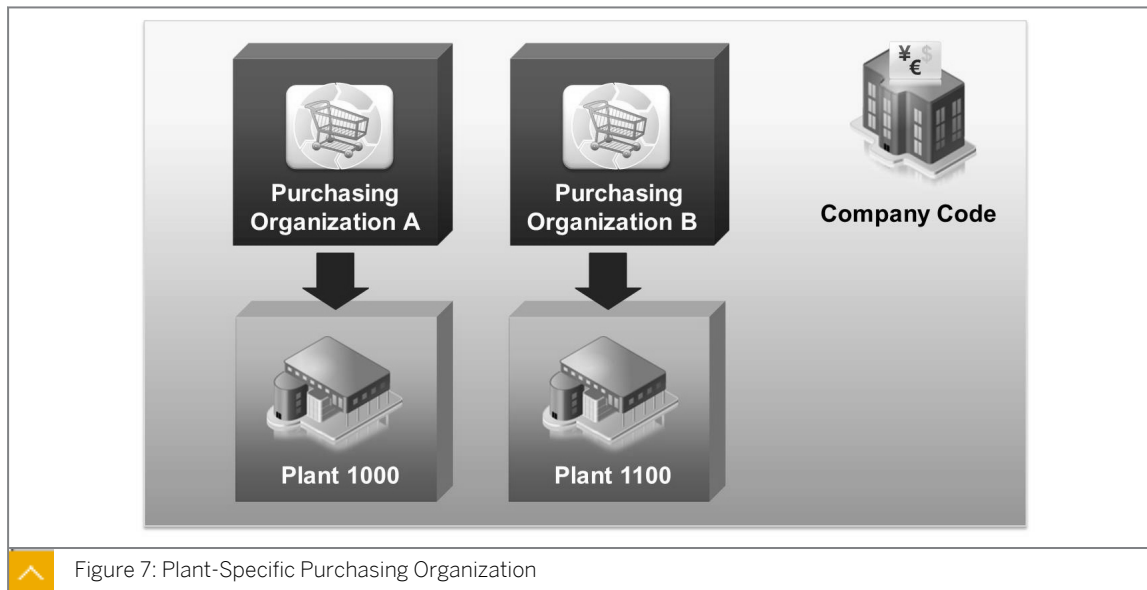 ¥ $
€
Purchasing
Organization A
Purchasing
Organization B
Company Code
Plant 1000
Plant 1100
Figure 7: Plant-Specific Purchasing Organization